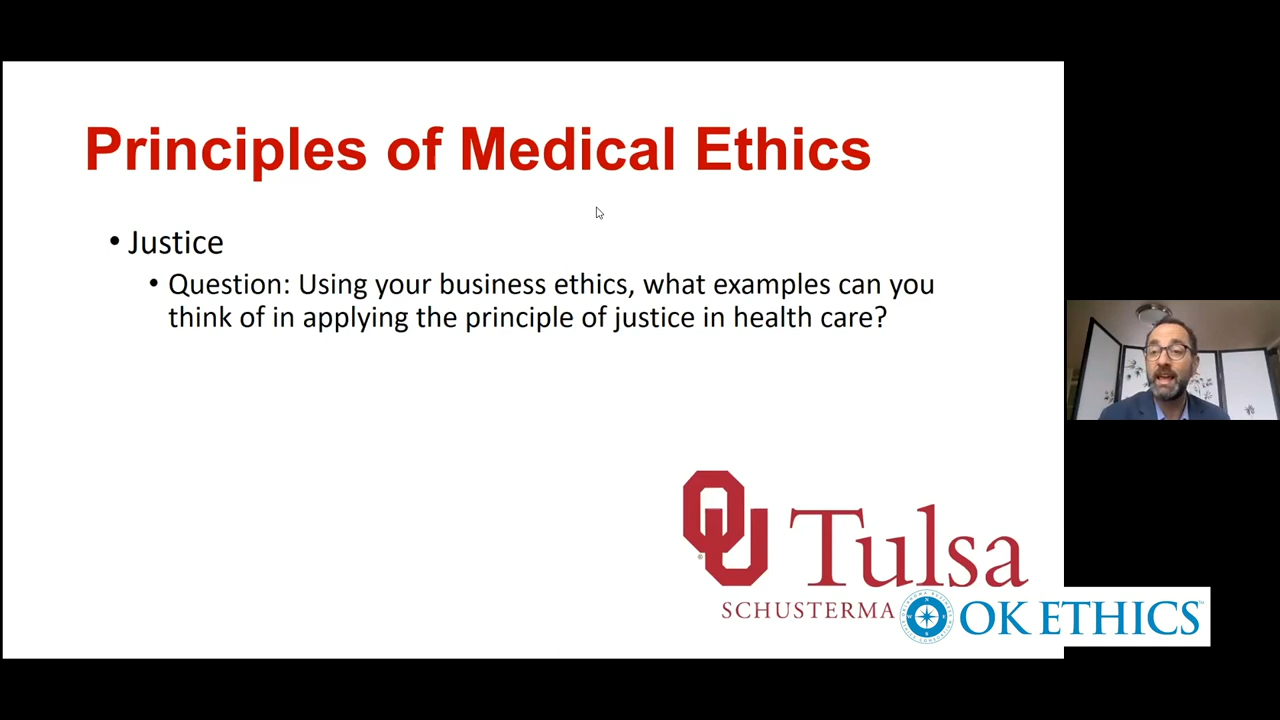 Principles of Medical Ethics
• Justice
• Question: Using your business ethics, what examples can you
think of in applying the principle of justice in health care?
OU Tulsa
SCHUSTERMA
OK ETHICS